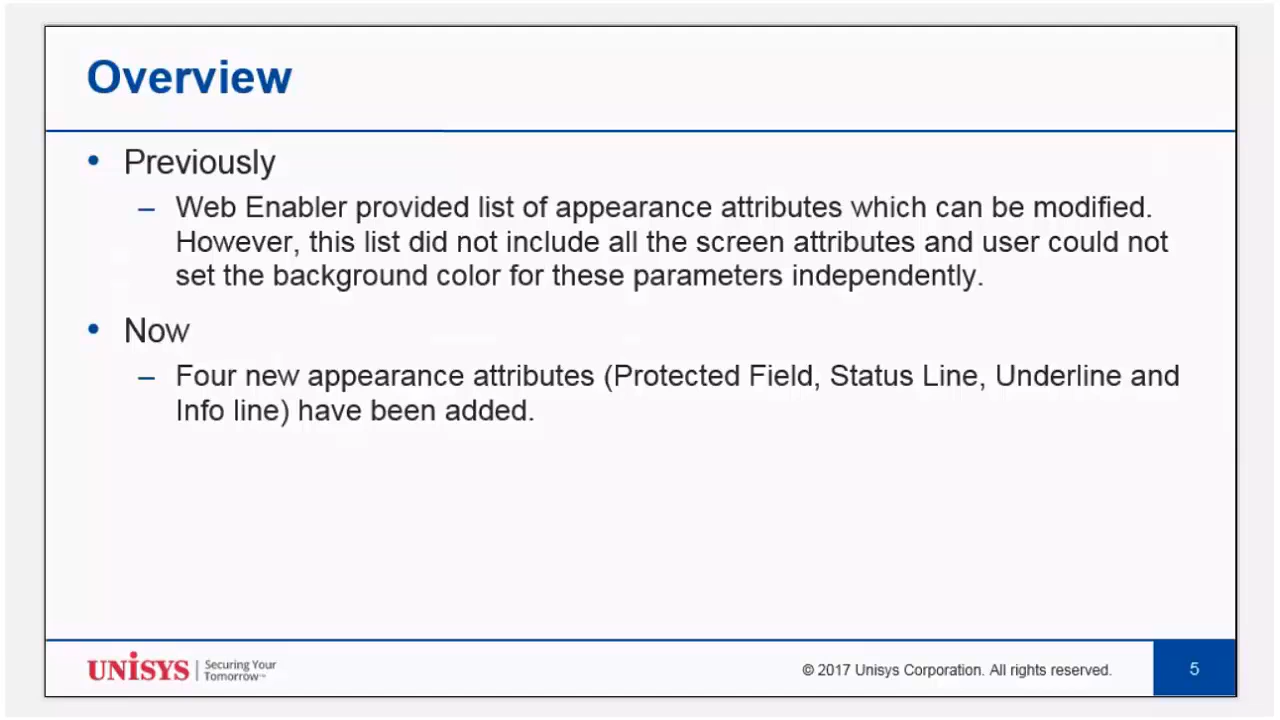 Overview
• Previously
– Web Enabler provided list of appearance attributes which can be modified.
However, this list did not include all the screen attributes and user could not
set the background color for these parameters independently.
• Now
– Four new appearance attributes (Protected Field, Status Line, Underline and
Info line) have been added.
UNISYS | Securing Your
Tomorrow™
© 2017 Unisys Corporation. All rights reserved.
5